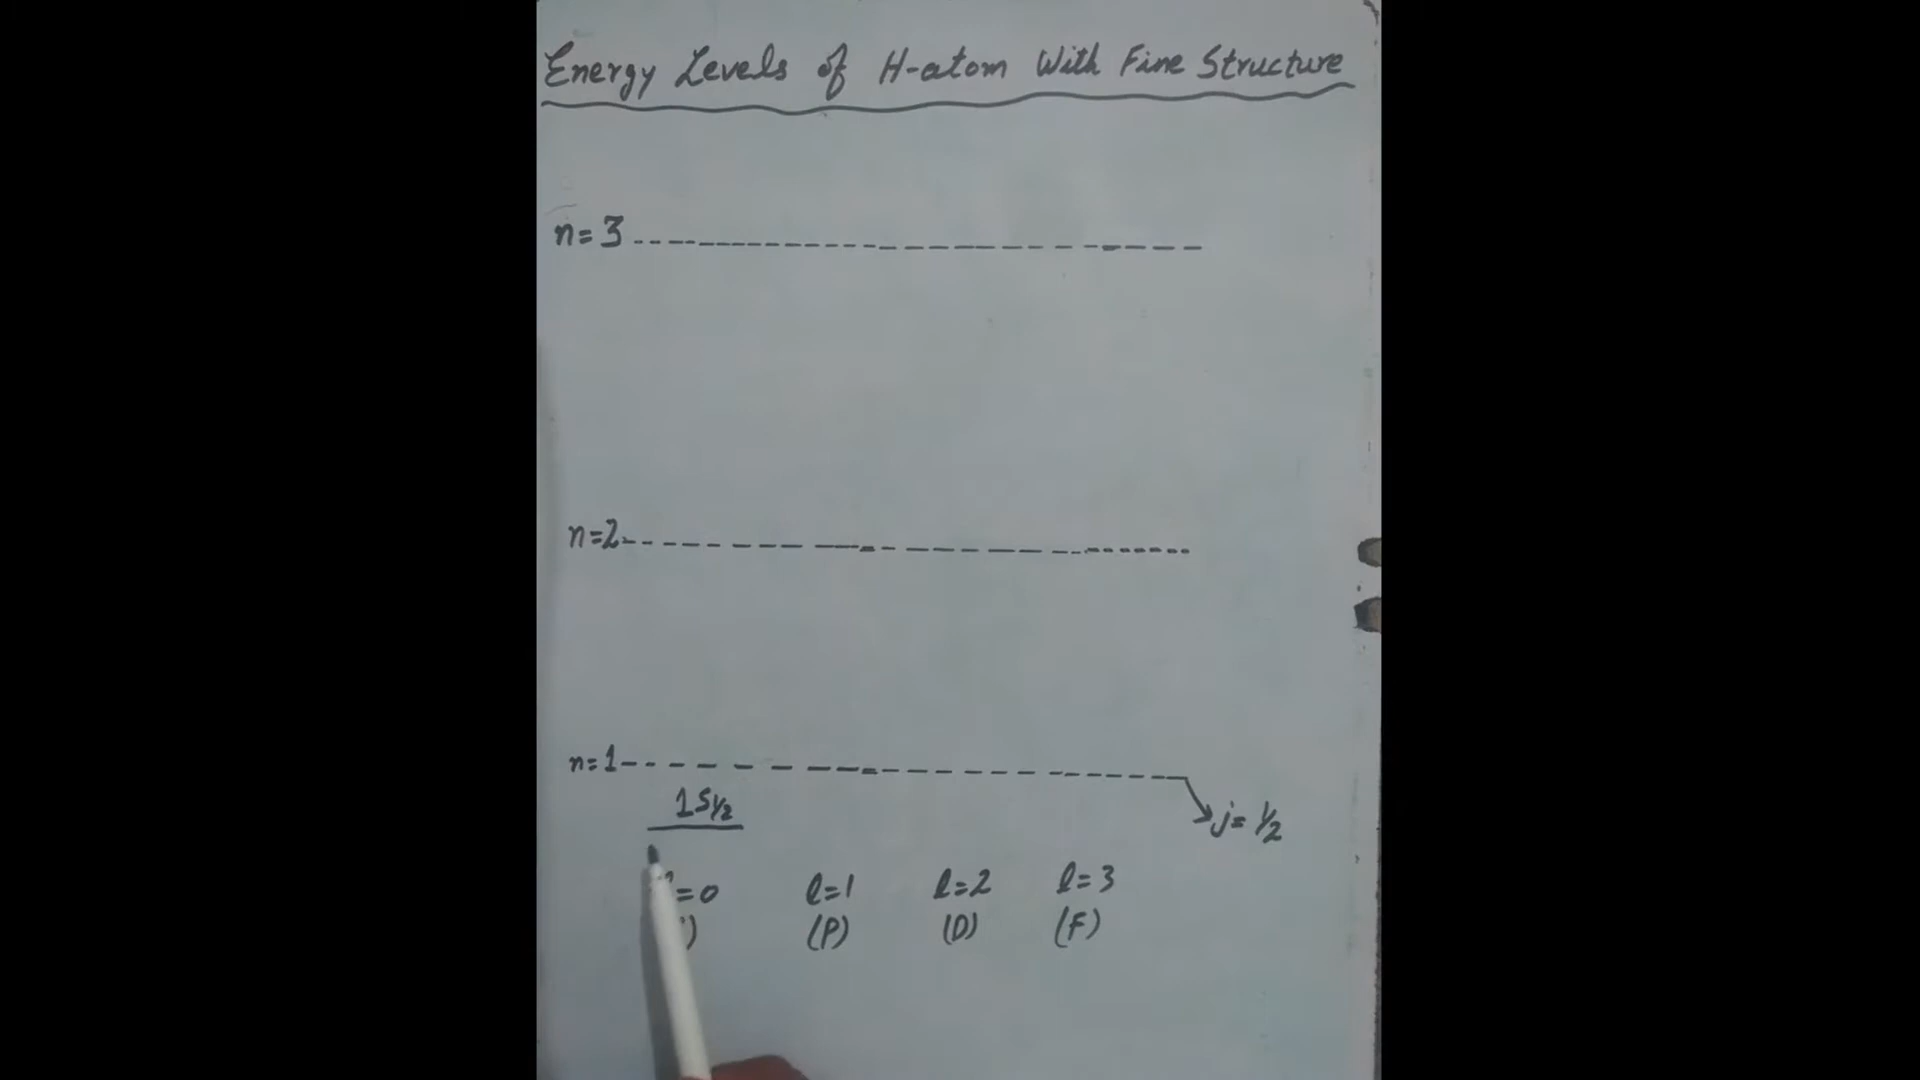 Energy Levels of H-atom With Fine Structure
n=3
n=2
n=1
1S1/2
j=1/2
=0 l=1 l=2 l=3
) (P) (D) (F)